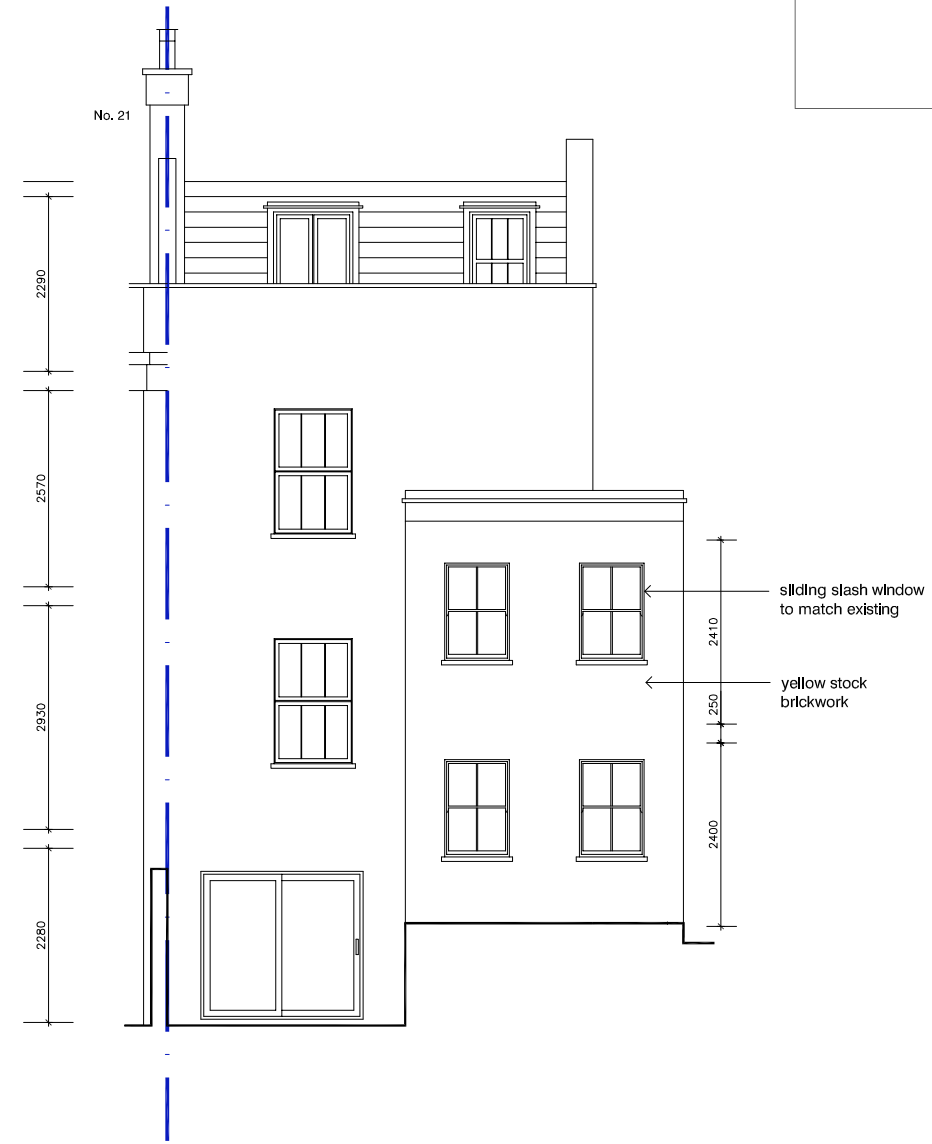 No. 21
2290
2570
sliding slash window
to match existing
2410
yellow stock
brickwork
250
2930
2400
2280